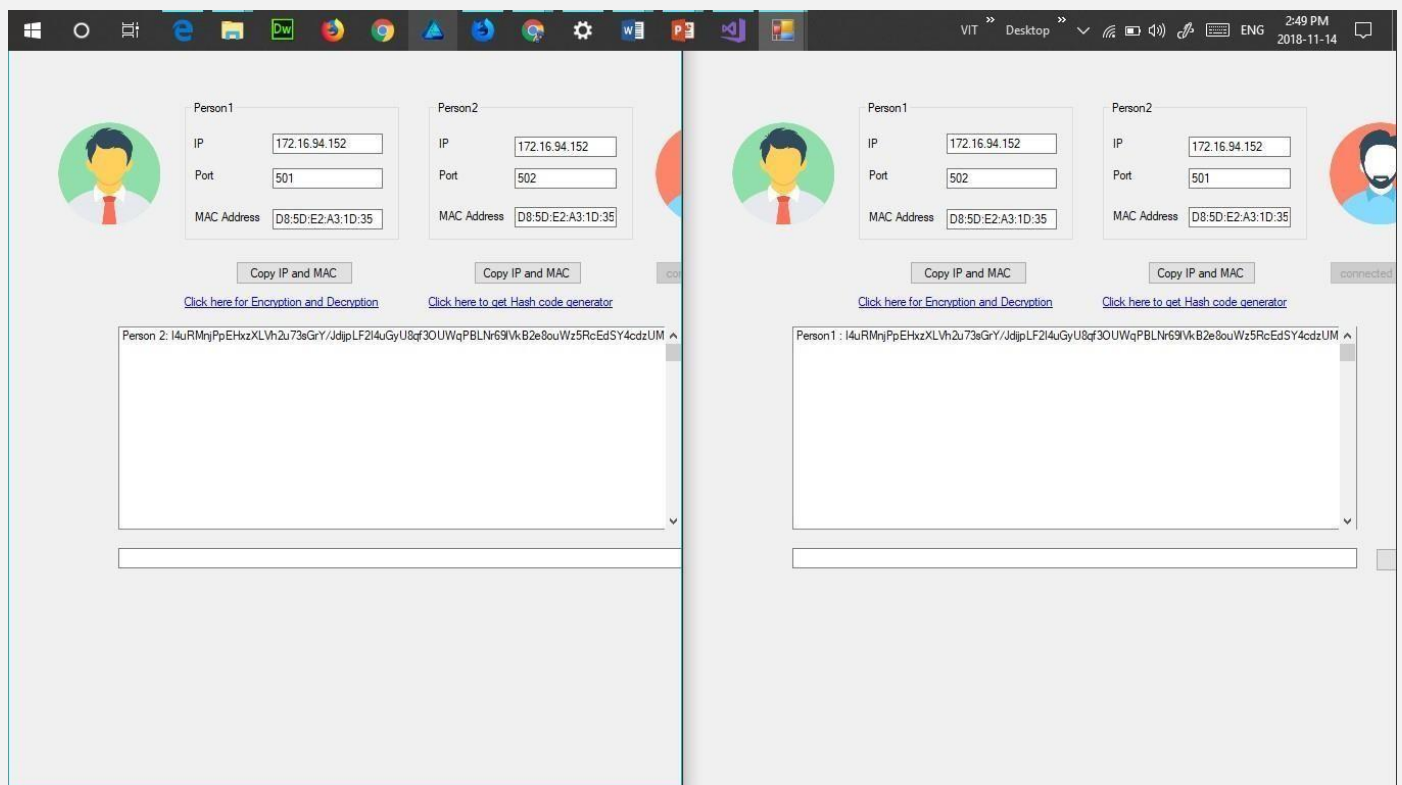 Dw
W
P
VIT » Desktop »
ENG
2:49 PM
2018-11-14
Person1
IP 172.16.94.152
Port 501
MAC Address D8:5D:E2:A3:1D:35
Person2
IP 172.16.94.152
Port 502
MAC Address D8:5D:E2:A3:1D:35
Copy IP and MAC
Copy IP and MAC
Click here for Encryption and Decryption
Click here to get Hash code generator
Person 2: I4uRMnjPpEHxzXLVh2u73sGrY/JdijpLF2I4uGyU8qf3OUWqPBLNr69IVkB2e8ouWz5RcEdSY4cdzUM
Person1
IP 172.16.94.152
Port 502
MAC Address D8:5D:E2:A3:1D:35
Person2
IP 172.16.94.152
Port 501
MAC Address D8:5D:E2:A3:1D:35
Copy IP and MAC
Copy IP and MAC
connected
Click here for Encryption and Decryption
Click here to get Hash code generator
Person1 : I4uRMnjPpEHxzXLVh2u73sGrY/JdijpLF2I4uGyU8qf3OUWqPBLNr69IVkB2e8ouWz5RcEdSY4cdzUM